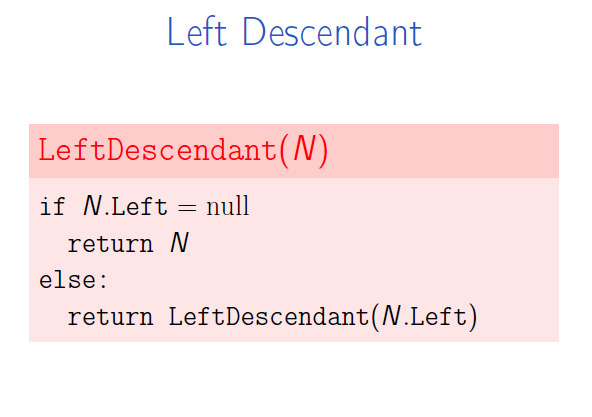 Left Descendant
LeftDescendant(N)
if N.Left = null
return N
else:
return LeftDescendant(N.Left)